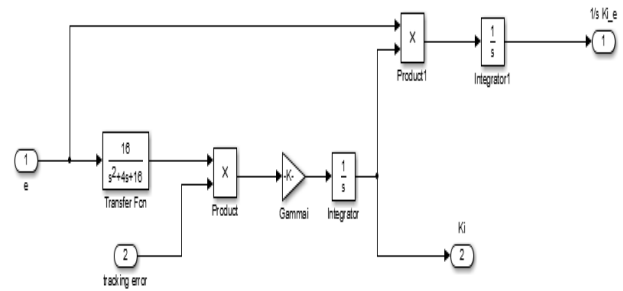 1/s Ki_e
X
1
s
1
Product1
Integrator1
1
e
16
s2+4s+16
Transfer Fcn
X
Product
-K-
Gammai
1
s
Integrator
2
tracking error
Ki
2